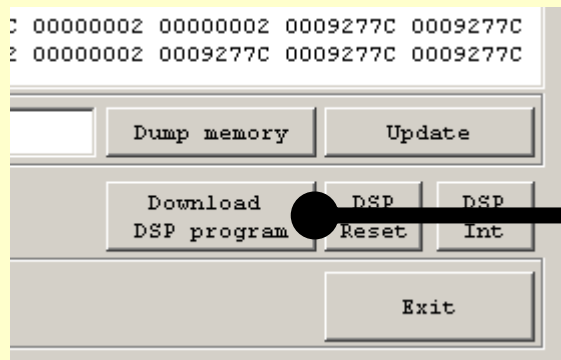 C 00000002 00000002 0009277C 0009277C
2 00000002 0009277C 0009277C 0009277C
Dump memory Update
Download DSP DSP
DSP program Reset Int
Exit